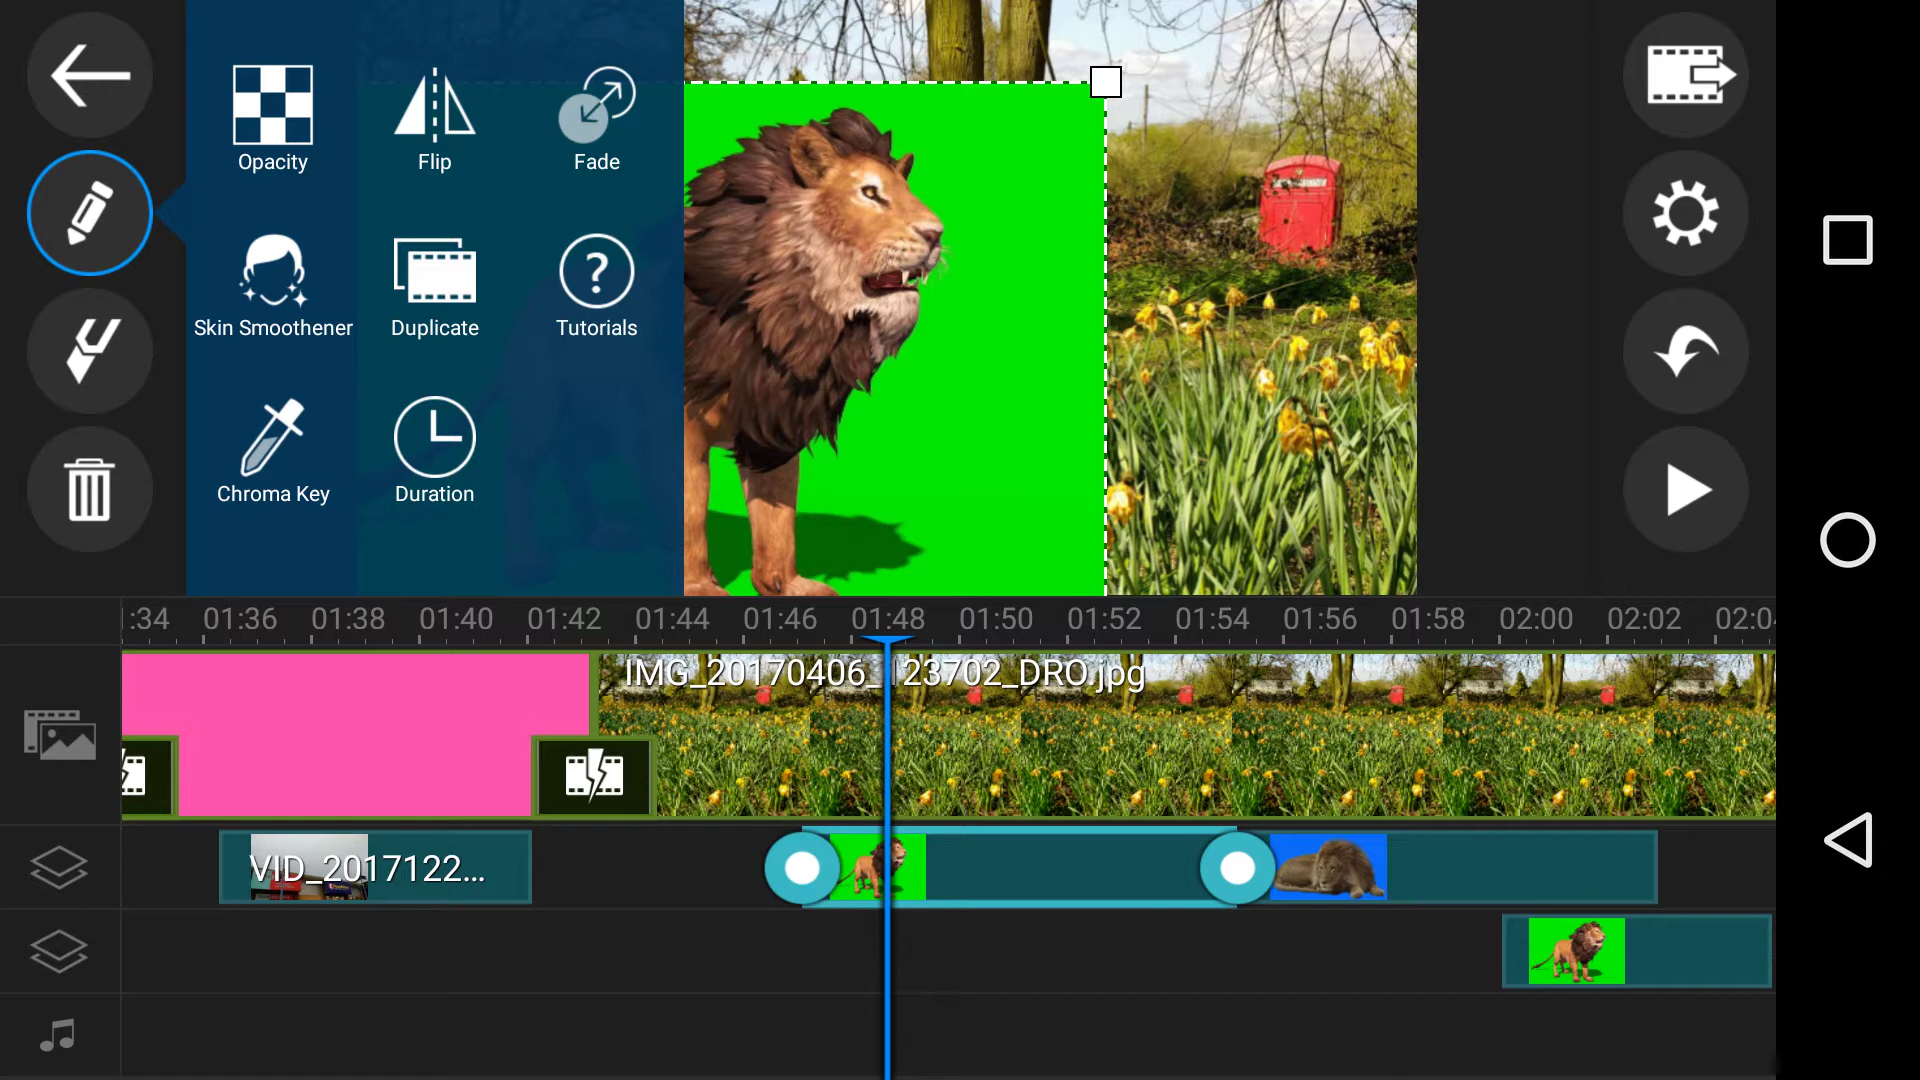 Opacity
Flip
Fade
Skin Smoothener
Duplicate
?
Tutorials
Chroma Key
Duration
:34 01:36 01:38 01:40 01:42 01:44 01:46 01:48 01:50 01:52 01:54 01:56 01:58 02:00 02:02 02:04
IMG_20170406_123702_DRO.jpg
VID_2017122...